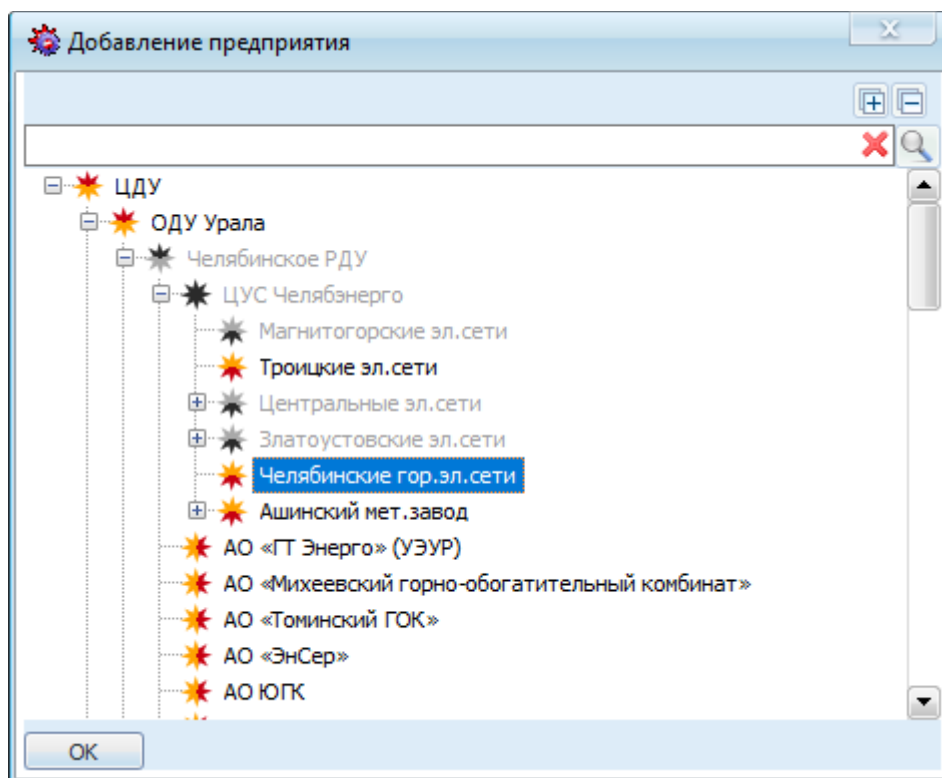 Добавление предприятия
ЦДУ
ОДУ Урала
Челябинское РДУ
ЦУС Челябэнерго
Магнитогорские эл.сети
Троицкие эл.сети
Центральные эл.сети
Златоустовские эл.сети
Челябинские гор.эл.сети
Ашинский мет.завод
АО «ГТ Энерго» (УЭУР)
АО «Михеевский горно-обогатительный комбинат»
АО «Томинский ГОК»
АО «ЭнСер»
АО ЮГК
ОК